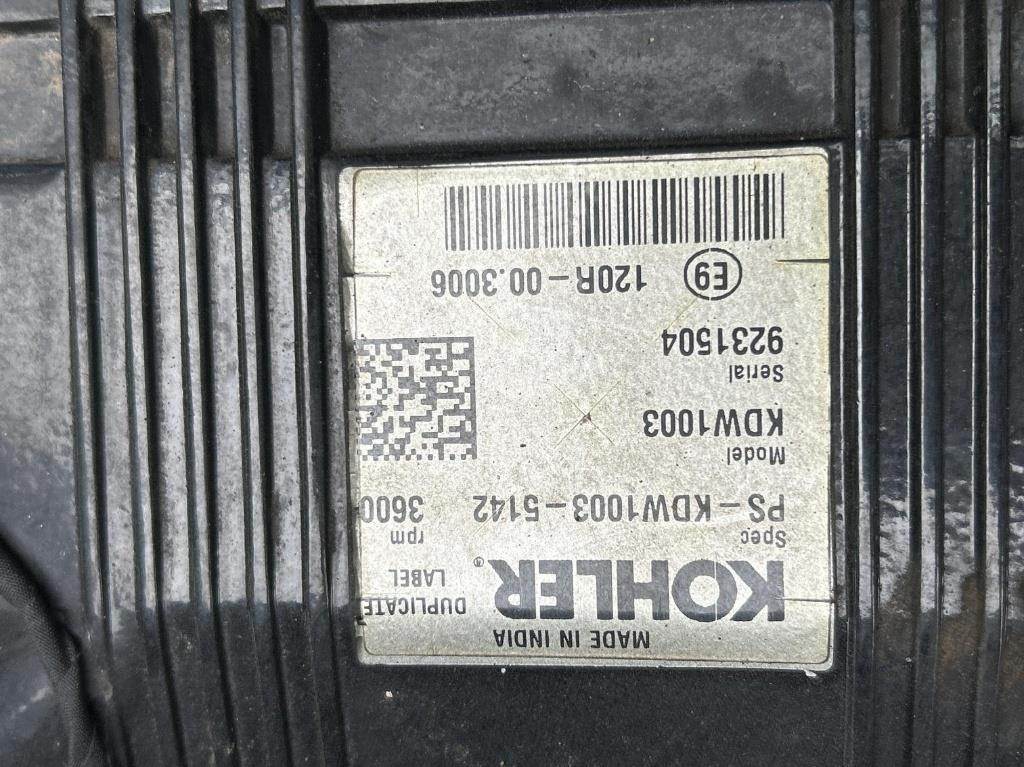 MADE IN INDIA
KOHLER®
DUPLICATE
LABEL
Spec
rpm
PS-KDW1003-5142
3600
Model
KDW1003
Serial
9231504
E9 120R-00.3006